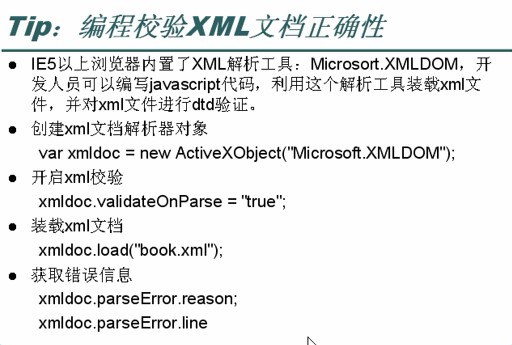 Tip：编程校验XML文档正确性
● IE5以上浏览器内置了XML解析工具：Microsort.XMLDOM，开
发人员可以编写javascript代码，利用这个解析工具装载xml文
件，并对xml文件进行dtd验证。
● 创建xml文档解析器对象
var xmldoc = new ActiveXObject("Microsoft.XMLDOM");
● 开启xml校验
xmldoc.validateOnParse = "true";
● 装载xml文档
xmldoc.load("book.xml");
● 获取错误信息
xmldoc.parseError.reason;
xmldoc.parseError.line